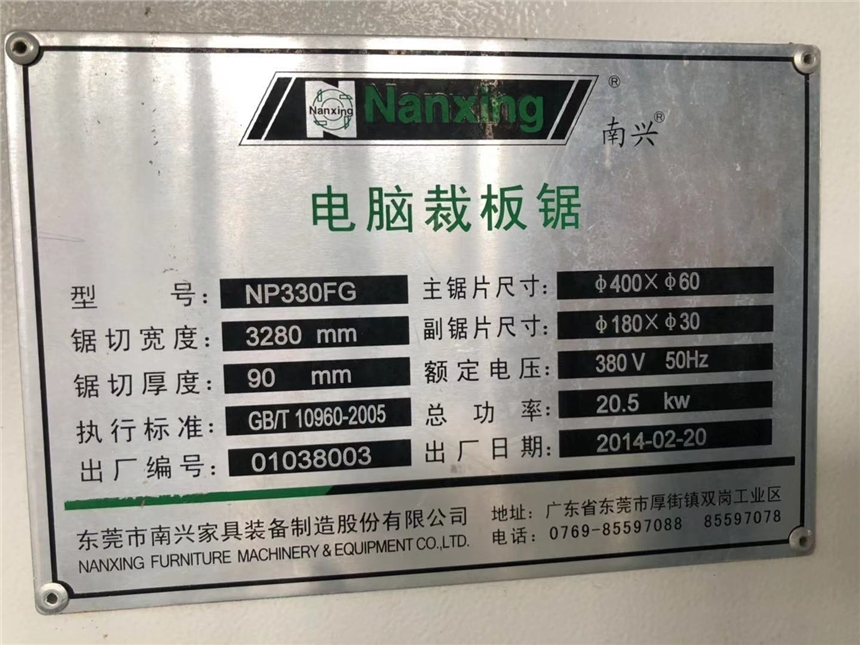 Nanxing Nanxing®
南兴®
电脑裁板锯
型号: NP330FG 主锯片尺寸: ф400×ф60
锯切宽度: 3280 mm 副锯片尺寸: ф180×ф30
锯切厚度: 90 mm 额定电压: 380 V 50Hz
执行标准: GB/T 10960-2005 总功率: 20.5 kw
出厂编号: 01038003 出厂日期: 2014-02-20
东莞市南兴家具装备制造股份有限公司 地址: 广东省东莞市厚街镇双岗工业区
NANXING FURNITURE MACHINERY & EQUIPMENT CO.,LTD. 电话: 0769-85597088 85597078